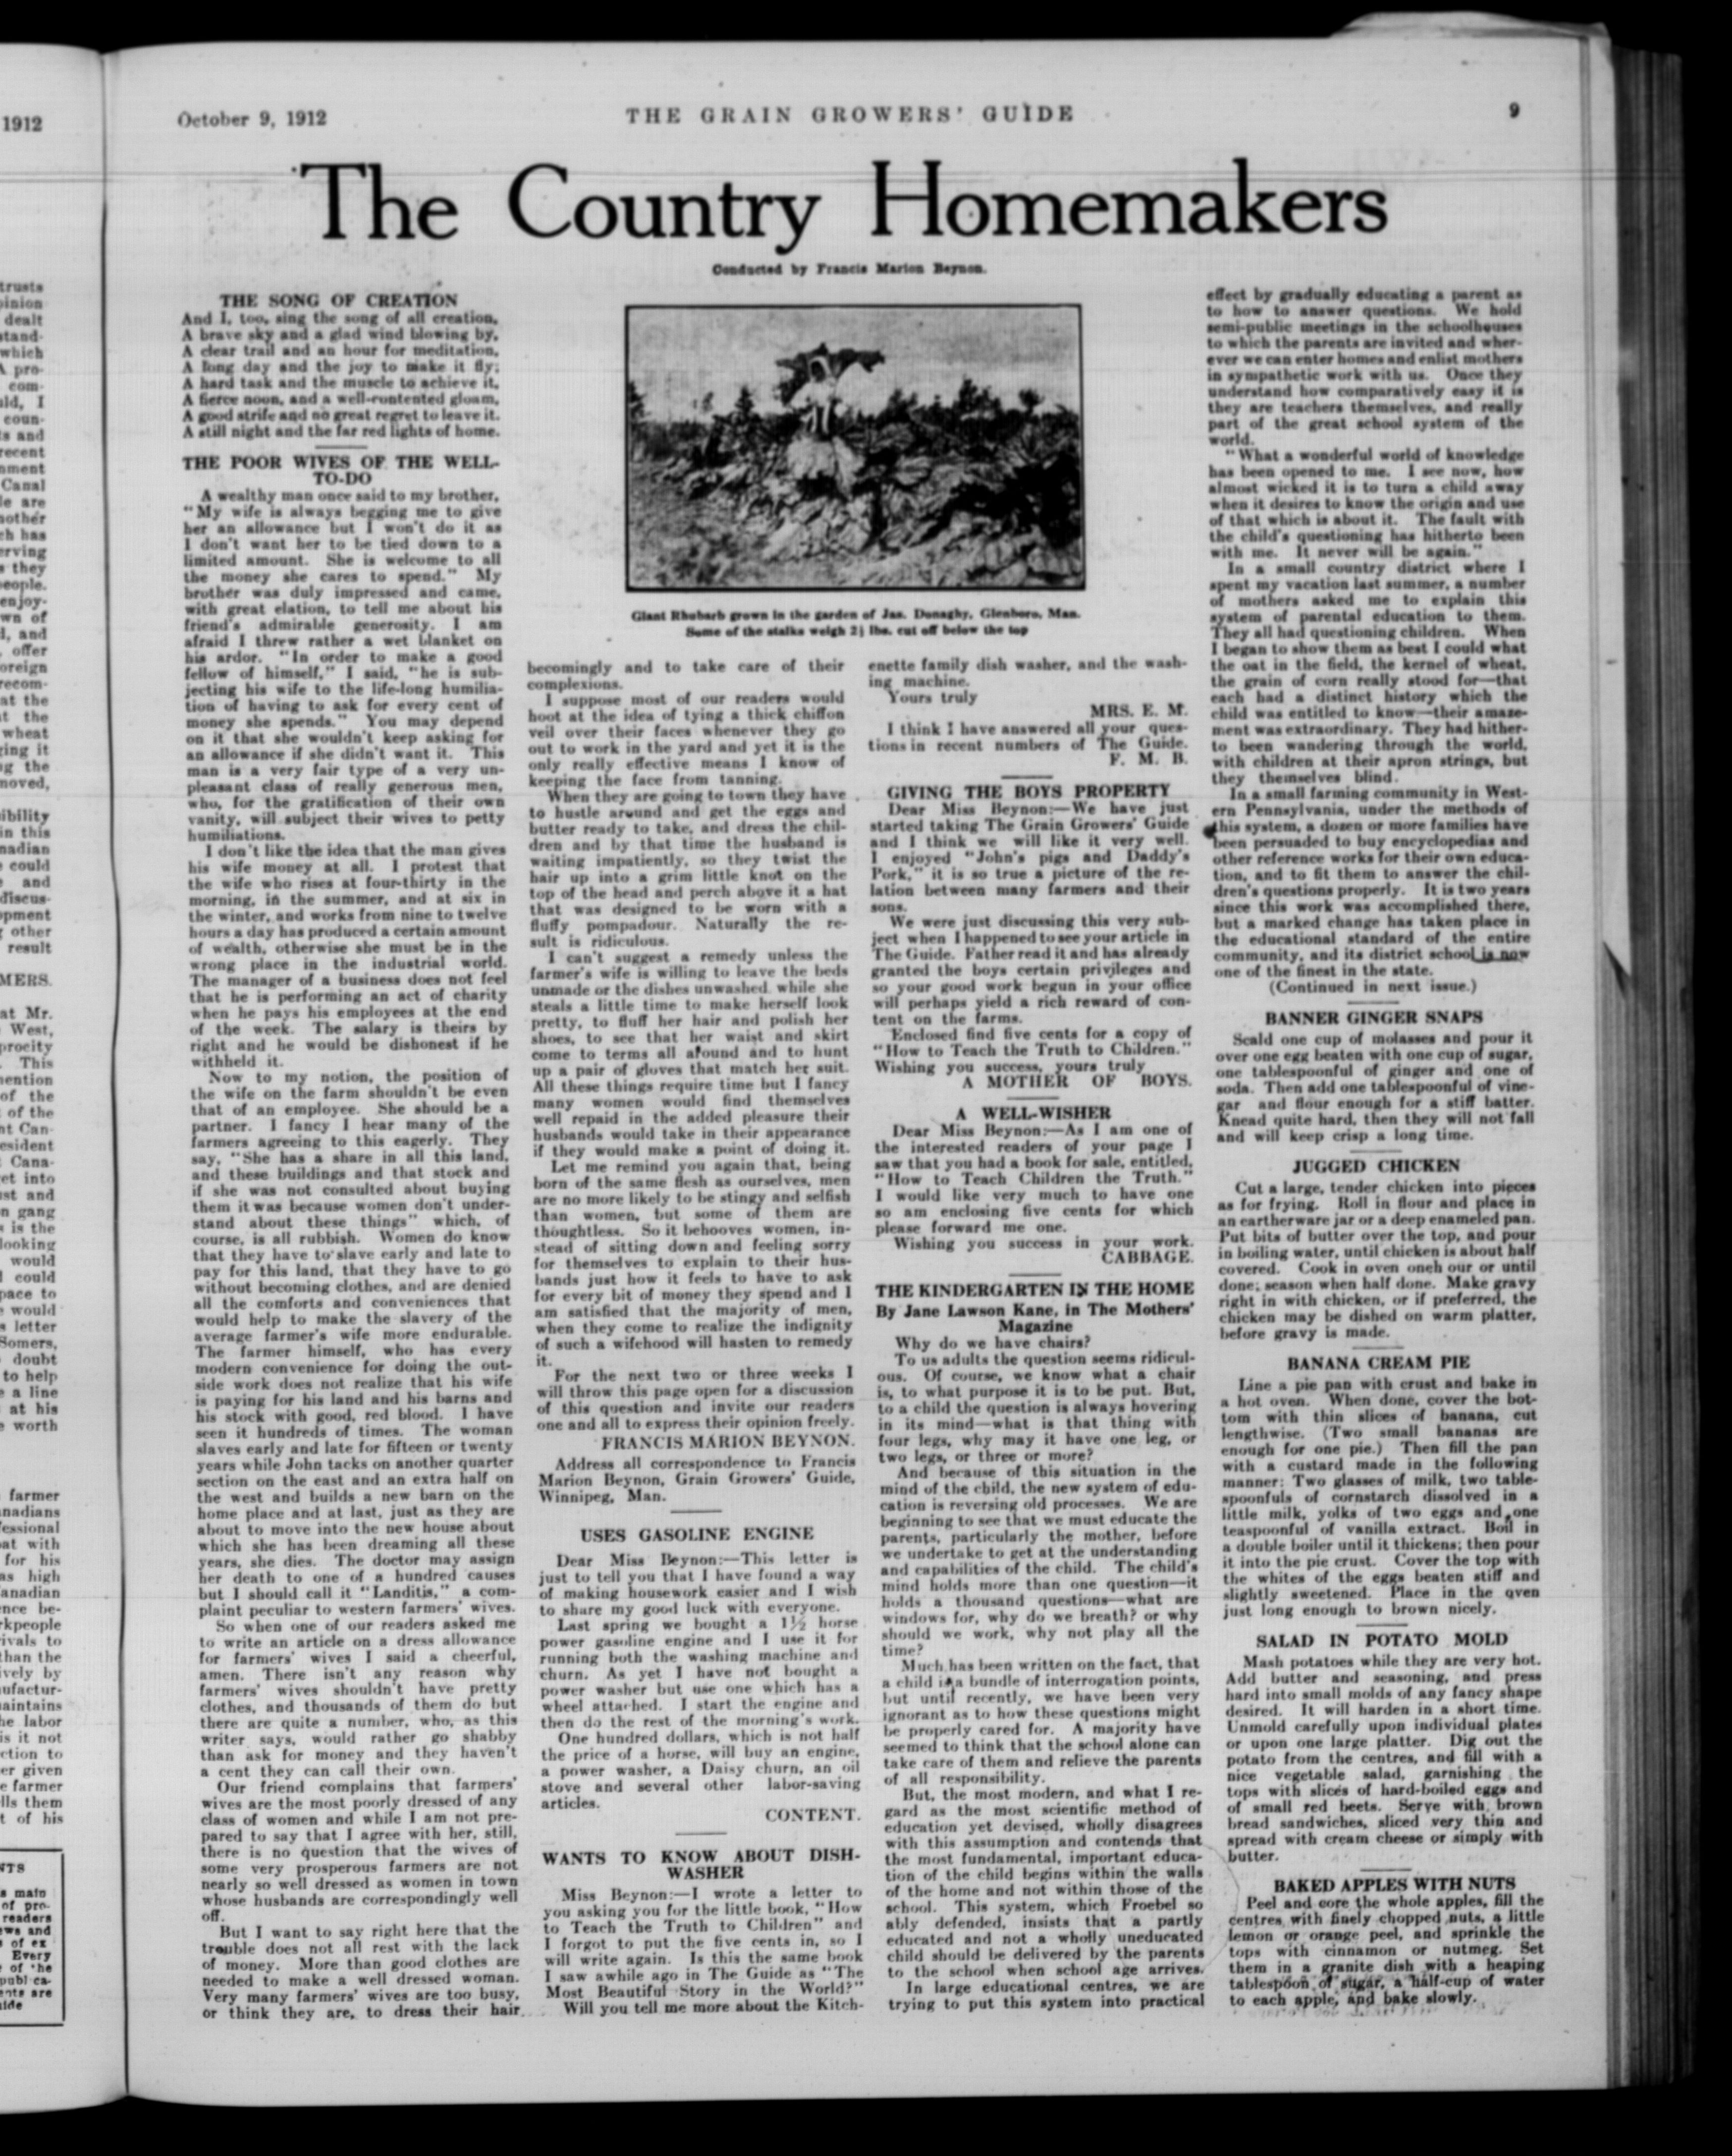 October 9, 1912
THE GRAIN GROWERS' GUIDE
9
The Country Homemakers
Conducted by Francis Marion Beynon.
THE SONG OF CREATION
And I, too, sing the song of all creation,
A brave sky and a glad wind blowing by,
A clear trail and an hour for meditation,
A long day and the joy to make it fly;
A hard task and the muscle to achieve it,
A fierce noon, and a well-contented gloam,
A good strife and no great regret to leave it.
A still night and the far red lights of home.
THE POOR WIVES OF THE WELL-
TO-DO
A wealthy man once said to my brother,
"My wife is always begging me to give
her an allowance but I won't do it as
I don't want her to be tied down to a
limited amount. She is welcome to all
the money she cares to spend." My
brother was duly impressed and came,
with great elation, to tell me about his
friend's admirable generosity. I am
afraid I threw rather a wet blanket on
his ardor. "In order to make a good
fellow of himself," I said, "he is sub-
jecting his wife to the life-long humilia-
tion of having to ask for every cent of
money she spends." You may depend
on it that she wouldn't keep asking for
an allowance if she didn't want it. This
man is a very fair type of a very un-
pleasant class of really generous men,
who, for the gratification of their own
vanity, will subject their wives to petty
humiliations.
I don't like the idea that the man gives
his wife money at all. I protest that
the wife who rises at four-thirty in the
morning, in the summer, and at six in
the winter, and works from nine to twelve
hours a day has produced a certain amount
of wealth, otherwise she must be in the
wrong place in the industrial world.
The manager of a business does not feel
that he is performing an act of charity
when he pays his employees at the end
of the week. The salary is theirs by
right and he would be dishonest if he
withheld it.
Now to my notion, the position of
the wife on the farm shouldn't be even
that of an employee. She should be a
partner. I fancy I hear many of the
farmers agreeing to this eagerly. They
say, "She has a share in all this land,
and these buildings and that stock and
if she was not consulted about buying
them it was because women don't under-
stand about these things" which, of
course, is all rubbish. Women do know
that they have to slave early and late to
pay for this land, that they have to go
without becoming clothes, and are denied
all the comforts and conveniences that
would help to make the slavery of the
average farmer's wife more endurable.
The farmer himself, who has every
modern convenience for doing the out-
side work does not realize that his wife
is paying for his land and his barns and
his stock with good, red blood. I have
seen it hundreds of times. The woman
slaves early and late for fifteen or twenty
years while John tacks on another quarter
section on the east and an extra half on
the west and builds a new barn on the
home place and at last, just as they are
about to move into the new house about
which she has been dreaming all these
years, she dies. The doctor may assign
her death to one of a hundred causes
but I should call it "Landitis," a com-
plaint peculiar to western farmers' wives.
So when one of our readers asked me
to write an article on a dress allowance
for farmers' wives I said a cheerful,
amen. There isn't any reason why
farmers' wives shouldn't have pretty
clothes, and thousands of them do but
there are quite a number, who, as this
writer says, would rather go shabby
than ask for money and they haven't
a cent they can call their own.
Our friend complains that farmers'
wives are the most poorly dressed of any
class of women and while I am not pre-
pared to say that I agree with her, still,
there is no question that the wives of
some very prosperous farmers are not
nearly so well dressed as women in town
whose husbands are correspondingly well
off.
But I want to say right here that the
trouble does not all rest with the lack
of money. More than good clothes are
needed to make a well dressed woman.
Very many farmers' wives are too busy,
or think they are, to dress their hair
Giant Rhubarb grown in the garden of Jas. Donaghy, Glenboro, Man.
Some of the stalks weigh 2½ lbs. cut off below the top
becomingly and to take care of their
complexions.
I suppose most of our readers would
hoot at the idea of tying a thick chiffon
veil over their faces whenever they go
out to work in the yard and yet it is the
only really effective means I know of
keeping the face from tanning.
When they are going to town they have
to hustle around and get the eggs and
butter ready to take, and dress the chil-
dren and by that time the husband is
waiting impatiently, so they twist the
hair up into a grim little knot on the
top of the head and perch above it a hat
that was designed to be worn with a
fluffy pompadour. Naturally the re-
sult is ridiculous.
I can't suggest a remedy unless the
farmer's wife is willing to leave the beds
unmade or the dishes unwashed while she
steals a little time to make herself look
pretty, to fluff her hair and polish her
shoes, to see that her waist and skirt
come to terms all around and to hunt
up a pair of gloves that match her suit.
All these things require time but I fancy
many women would find themselves
well repaid in the added pleasure their
husbands would take in their appearance
if they would make a point of doing it.
Let me remind you again that, being
born of the same flesh as ourselves, men
are no more likely to be stingy and selfish
than women, but some of them are
thoughtless. So it behooves women, in-
stead of sitting down and feeling sorry
for themselves to explain to their hus-
bands just how it feels to have to ask
for every bit of money they spend and I
am satisfied that the majority of men,
when they come to realize the indignity
of such a wifehood will hasten to remedy
it.
For the next two or three weeks I
will throw this page open for a discussion
of this question and invite our readers
one and all to express their opinion freely.
FRANCIS MARION BEYNON.
Address all correspondence to Francis
Marion Beynon, Grain Growers' Guide,
Winnipeg, Man.
USES GASOLINE ENGINE
Dear Miss Beynon:—This letter is
just to tell you that I have found a way
of making housework easier and I wish
to share my good luck with everyone.
Last spring we bought a 1½ horse
power gasoline engine and I use it for
running both the washing machine and
churn. As yet I have not bought a
power washer but use one which has a
wheel attached. I start the engine and
then do the rest of the morning's work.
One hundred dollars, which is not half
the price of a horse, will buy an engine,
a power washer, a Daisy churn, an oil
stove and several other labor-saving
articles.
CONTENT.
WANTS TO KNOW ABOUT DISH-
WASHER
Miss Beynon:—I wrote a letter to
you asking you for the little book, "How
to Teach the Truth to Children" and
I forgot to put the five cents in, so I
will write again. Is this the same book
I saw awhile ago in The Guide as "The
Most Beautiful Story in the World?"
Will you tell me more about the Kitch-
enette family dish washer, and the wash-
ing machine.
Yours truly
MRS. E. M.
I think I have answered all your ques-
tions in recent numbers of The Guide.
F. M. B.
GIVING THE BOYS PROPERTY
Dear Miss Beynon:—We have just
started taking The Grain Growers' Guide
and I think we will like it very well.
I enjoyed "John's pigs and Daddy's
Pork," it is so true a picture of the re-
lation between many farmers and their
sons.
We were just discussing this very sub-
ject when I happened to see your article in
The Guide. Father read it and has already
granted the boys certain privileges and
so your good work begun in your office
will perhaps yield a rich reward of con-
tent on the farms.
Enclosed find five cents for a copy of
"How to Teach the Truth to Children."
Wishing you success, yours truly
A MOTHER OF BOYS.
A WELL-WISHER
Dear Miss Beynon:—As I am one of
the interested readers of your page I
saw that you had a book for sale, entitled,
"How to Teach Children the Truth."
I would like very much to have one
so am enclosing five cents for which
please forward me one.
Wishing you success in your work.
CABBAGE.
THE KINDERGARTEN IN THE HOME
By Jane Lawson Kane, in The Mothers'
Magazine
Why do we have chairs?
To us adults the question seems ridicul-
ous. Of course, we know what a chair
is, to what purpose it is to be put. But,
to a child the question is always hovering
in its mind—what is that thing with
four legs, why may it have one leg, or
two legs, or three or more?
And because of this situation in the
mind of the child, the new system of edu-
cation is reversing old processes. We are
beginning to see that we must educate the
parents, particularly the mother, before
we undertake to get at the understanding
and capabilities of the child. The child's
mind holds more than one question—it
holds a thousand questions—what are
windows for, why do we breath? or why
should we work, why not play all the
time?
Much has been written on the fact, that
a child is a bundle of interrogation points,
but until recently, we have been very
ignorant as to how these questions might
be properly cared for. A majority have
seemed to think that the school alone can
take care of them and relieve the parents
of all responsibility.
But, the most modern, and what I re-
gard as the most scientific method of
education yet devised, wholly disagrees
with this assumption and contends that
the most fundamental, important educa-
tion of the child begins within the walls
of the home and not within those of the
school. This system, which Froebel so
ably defended, insists that a partly
educated and not a wholly uneducated
child should be delivered by the parents
to the school when school age arrives.
In large educational centres, we are
trying to put this system into practical
effect by gradually educating a parent as
to how to answer questions. We hold
semi-public meetings in the schoolhouses
to which the parents are invited and wher-
ever we can enter homes and enlist mothers
in sympathetic work with us. Once they
understand how comparatively easy it is
they are teachers themselves, and really
part of the great school system of the
world.
"What a wonderful world of knowledge
has been opened to me. I see now, how
almost wicked it is to turn a child away
when it desires to know the origin and use
of that which is about it. The fault with
the child's questioning has hitherto been
with me. It never will be again."
In a small country district where I
spent my vacation last summer, a number
of mothers asked me to explain this
system of parental education to them.
They all had questioning children. When
I began to show them as best I could what
the oat in the field, the kernel of wheat,
the grain of corn really stood for—that
each had a distinct history which the
child was entitled to know—their amaze-
ment was extraordinary. They had hither-
to been wandering through the world,
with children at their apron strings, but
they themselves blind.
In a small farming community in West-
ern Pennsylvania, under the methods of
this system, a dozen or more families have
been persuaded to buy encyclopedias and
other reference works for their own educa-
tion, and to fit them to answer the chil-
dren's questions properly. It is two years
since this work was accomplished there,
but a marked change has taken place in
the educational standard of the entire
community, and its district school is now
one of the finest in the state.
(Continued in next issue.)
BANNER GINGER SNAPS
Scald one cup of molasses and pour it
over one egg beaten with one cup of sugar,
one tablespoonful of ginger and one of
soda. Then add one tablespoonful of vine-
gar and flour enough for a stiff batter.
Knead quite hard, then they will not fall
and will keep crisp a long time.
JUGGED CHICKEN
Cut a large, tender chicken into pieces
as for frying. Roll in flour and place in
an eartherware jar or a deep enameled pan.
Put bits of butter over the top, and pour
in boiling water, until chicken is about half
covered. Cook in oven oneh our or until
done; season when half done. Make gravy
right in with chicken, or if preferred, the
chicken may be dished on warm platter,
before gravy is made.
BANANA CREAM PIE
Line a pie pan with crust and bake in
a hot oven. When done, cover the bot-
tom with thin slices of banana, cut
lengthwise. (Two small bananas are
enough for one pie.) Then fill the pan
with a custard made in the following
manner: Two glasses of milk, two table-
spoonfuls of cornstarch dissolved in a
little milk, yolks of two eggs and one
teaspoonful of vanilla extract. Boil in
a double boiler until it thickens; then pour
it into the pie crust. Cover the top with
the whites of the eggs beaten stiff and
slightly sweetened. Place in the oven
just long enough to brown nicely.
SALAD IN POTATO MOLD
Mash potatoes while they are very hot.
Add butter and seasoning, and press
hard into small molds of any fancy shape
desired. It will harden in a short time.
Unmold carefully upon individual plates
or upon one large platter. Dig out the
potato from the centres, and fill with a
nice vegetable salad, garnishing the
tops with slices of hard-boiled eggs and
of small red beets. Serve with brown
bread sandwiches, sliced very thin and
spread with cream cheese or simply with
butter.
BAKED APPLES WITH NUTS
Peel and core the whole apples, fill the
centres with finely chopped nuts, a little
lemon or orange peel, and sprinkle the
tops with cinnamon or nutmeg. Set
them in a granite dish with a heaping
tablespoon of sugar, a half-cup of water
to each apple, and bake slowly.